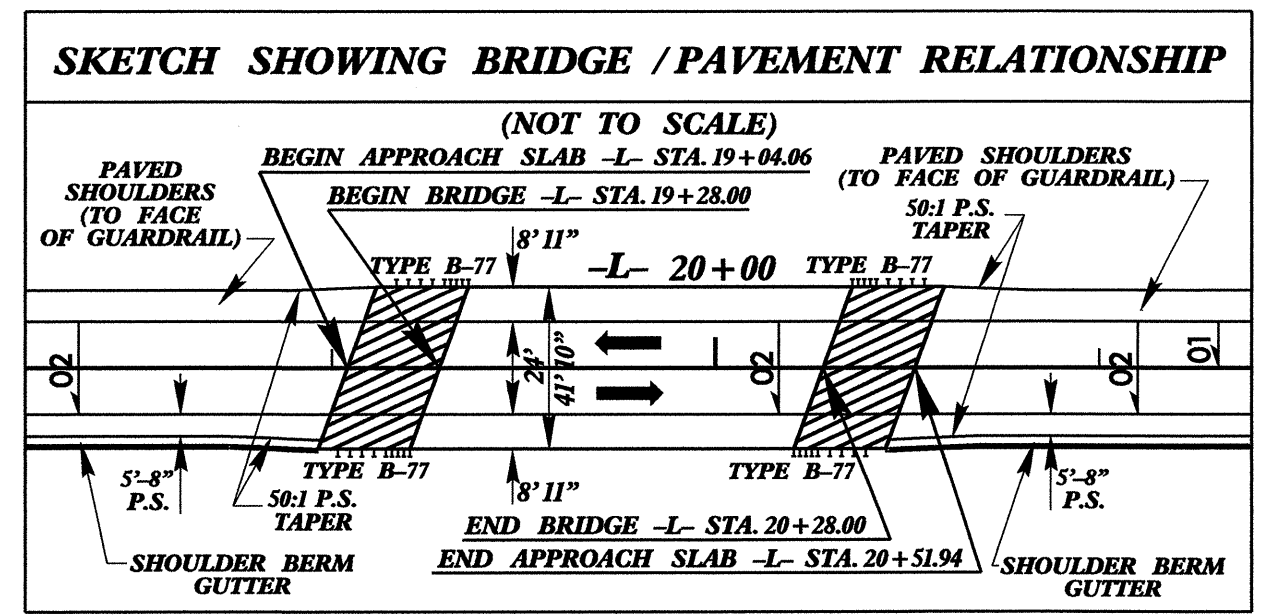 SKETCH SHOWING BRIDGE / PAVEMENT RELATIONSHIP
(NOT TO SCALE)
BEGIN APPROACH SLAB -L- STA. 19+04.06
BEGIN BRIDGE -L- STA. 19+28.00
PAVED
SHOULDERS
(TO FACE
OF GUARDRAIL)
PAVED SHOULDERS
(TO FACE OF GUARDRAIL)
50:1 P.S.
TAPER
8' 11"
TYPE B-77
-L- 20+00
TYPE B-77
02
24'
41' 10"
02
02
01
TYPE B-77
TYPE B-77
5'-8"
P.S.
50:1 P.S.
TAPER
8' 11"
5'-8"
P.S.
END BRIDGE -L- STA. 20+28.00
END APPROACH SLAB -L- STA. 20+51.94
SHOULDER BERM
GUTTER
SHOULDER BERM
GUTTER